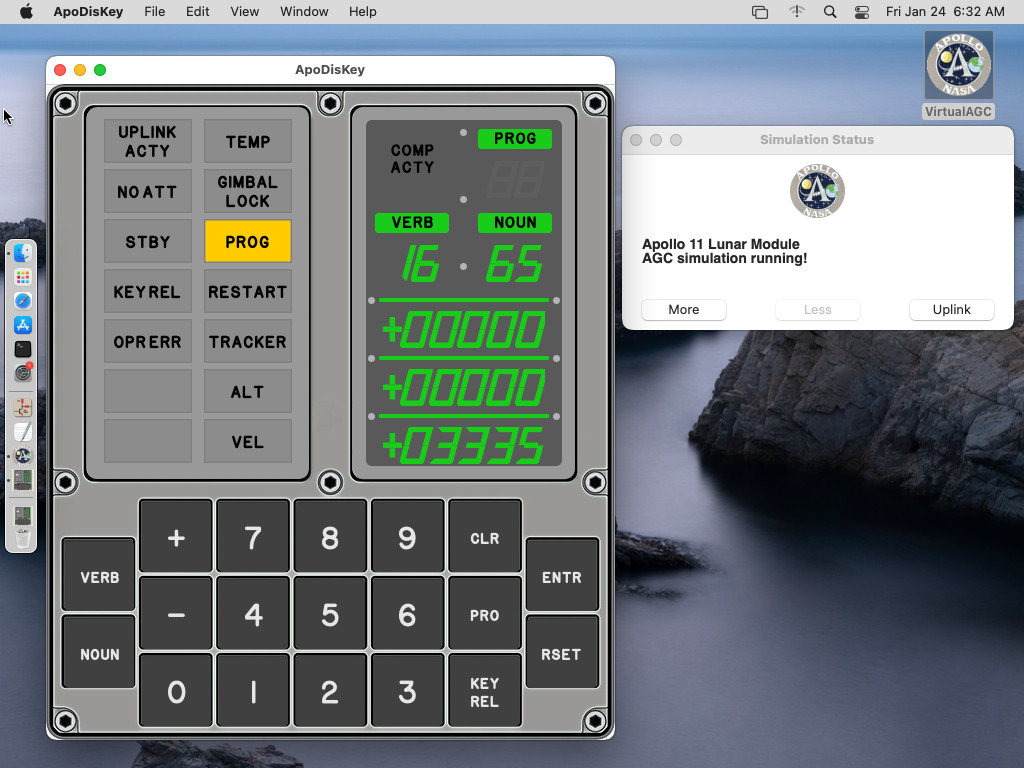 ApoDisKey File Edit View Window Help Fri Jan 24 6:32 AM
ApoDisKey
UPLINK
ACTY
TEMP
NO ATT
GIMBAL
LOCK
STBY
PROG
KEY REL
RESTART
OPR ERR
TRACKER
ALT
VEL
COMP
ACTY
PROG
88
VERB
NOUN
16
65
+00000
+00000
+03335
VERB
NOUN
+
7
8
9
CLR
-
4
5
6
PRO
0
1
2
3
KEY
REL
ENTR
RSET
APOLLO
NASA
VirtualAGC
Simulation Status
APOLLO
NASA
Apollo 11 Lunar Module
AGC simulation running!
More
Less
Uplink